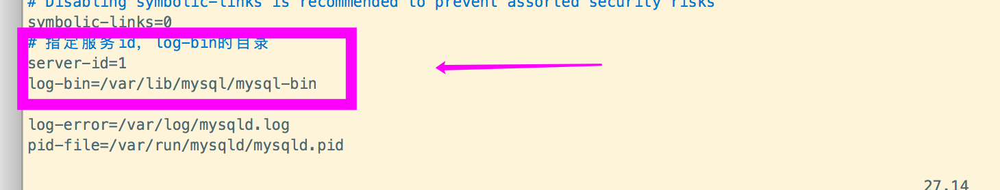 # Disabling symbolic-links is recommended to prevent assorted security risks
symbolic-links=0
# 指定服务id，log-bin的目录
server-id=1
log-bin=/var/lib/mysql/mysql-bin
log-error=/var/log/mysqld.log
pid-file=/var/run/mysqld/mysqld.pid
27,14